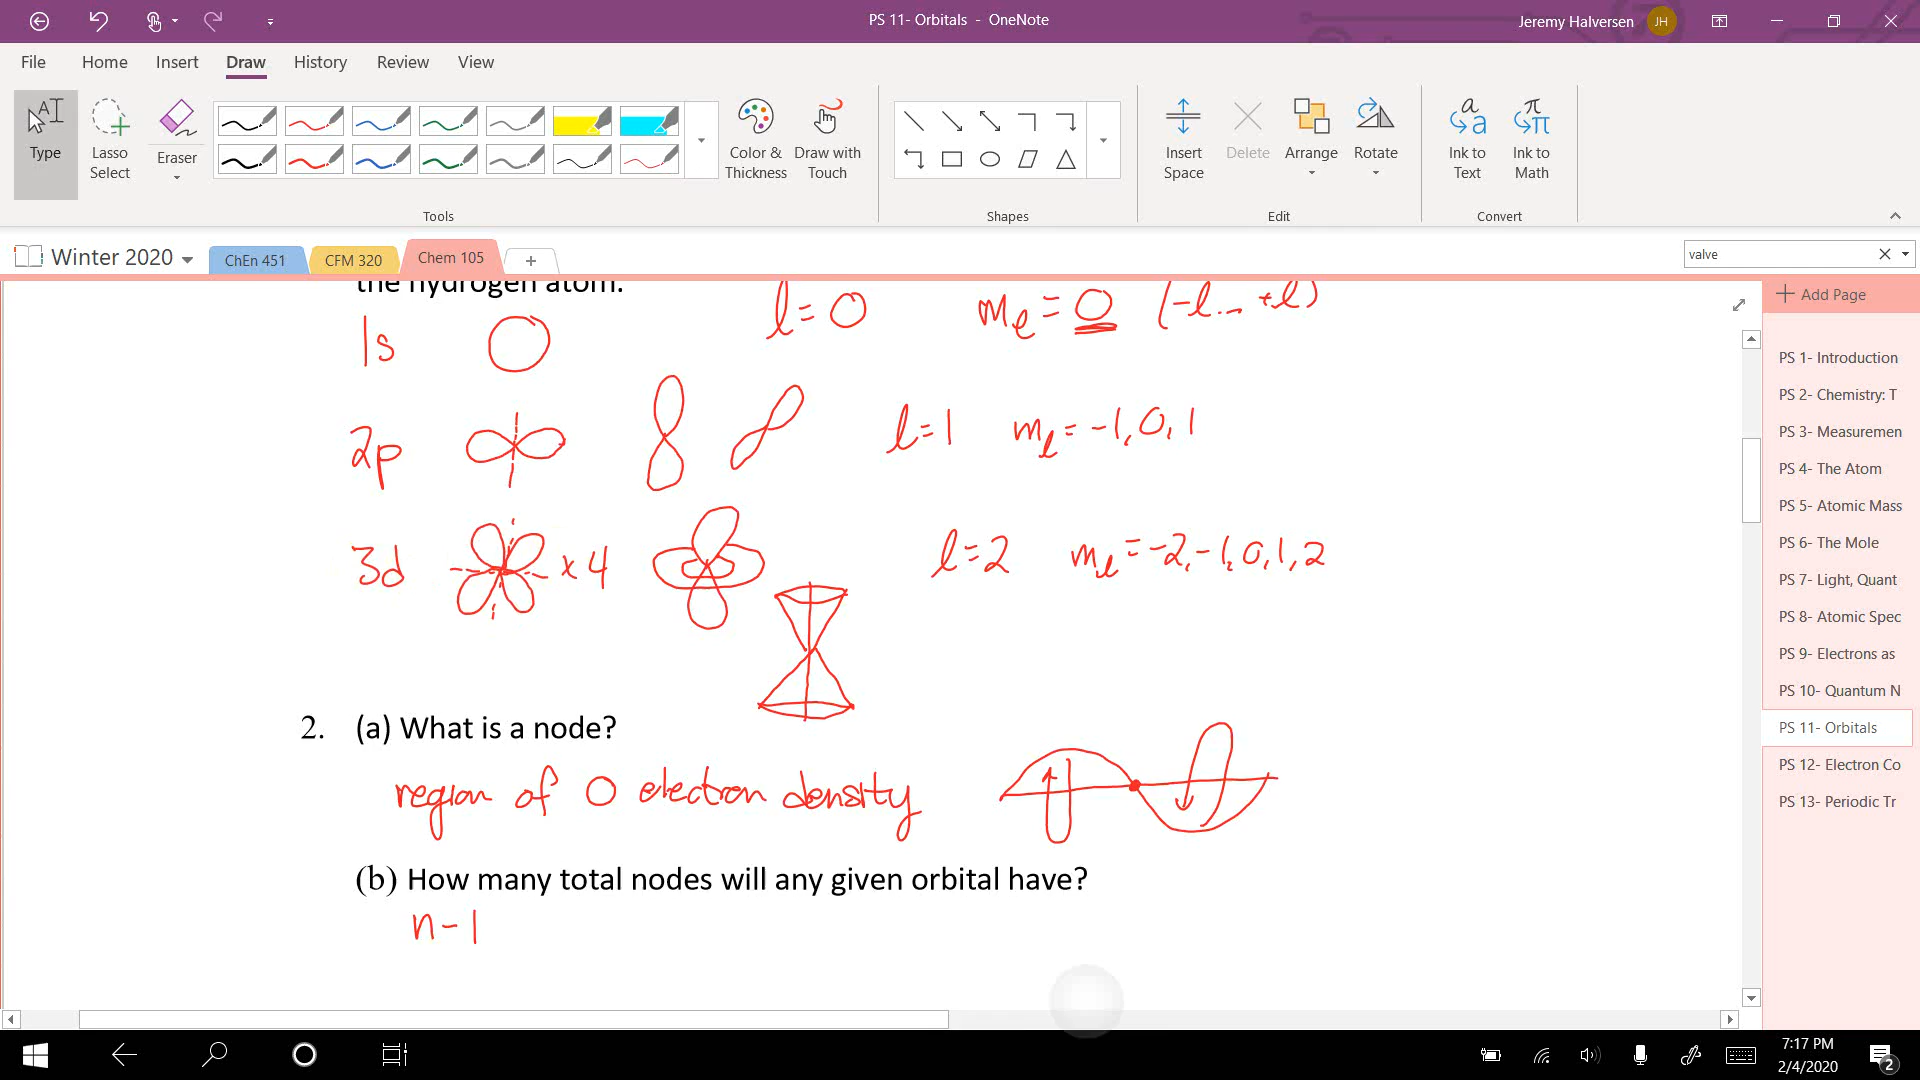 PS 11- Orbitals - OneNote
Jeremy Halversen JH
File Home Insert Draw History Review View
Type
Lasso Select
Eraser
Color & Thickness
Draw with Touch
Insert Space
Delete
Arrange
Rotate
Ink to Text
Ink to Math
Tools
Shapes
Edit
Convert
Winter 2020
ChEn 451
CFM 320
Chem 105
valve
Add Page
PS 1- Introduction
PS 2- Chemistry: T
PS 3- Measuremen
PS 4- The Atom
PS 5- Atomic Mass
PS 6- The Mole
PS 7- Light, Quant
PS 8- Atomic Spec
PS 9- Electrons as
PS 10- Quantum N
PS 11- Orbitals
PS 12- Electron Co
PS 13- Periodic Tr
the hydrogen atom.
l=0 mℓ = 0 (-l... +l)
1s
2p l=1 mℓ = -1, 0, 1
3d x4 l=2 mℓ = -2, -1, 0, 1, 2
2. (a) What is a node?
region of 0 electron density
(b) How many total nodes will any given orbital have?
n-1
7:17 PM
2/4/2020
2